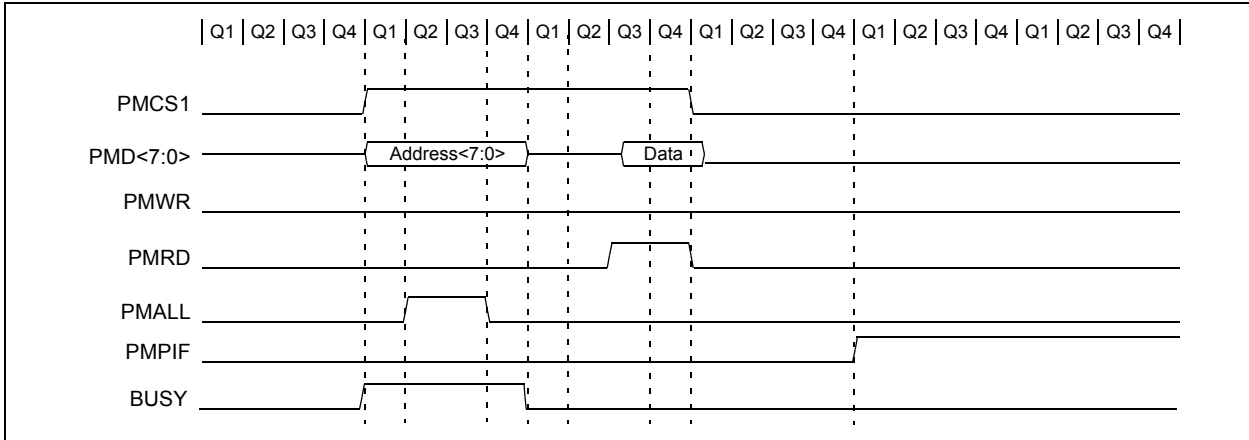 Q1 Q2 Q3 Q4 Q1 Q2 Q3 Q4 Q1 Q2 Q3 Q4 Q1 Q2 Q3 Q4 Q1 Q2 Q3 Q4 Q1 Q2 Q3 Q4
PMCS1
PMD<7:0> Address<7:0> Data
PMWR
PMRD
PMALL
PMPIF
BUSY